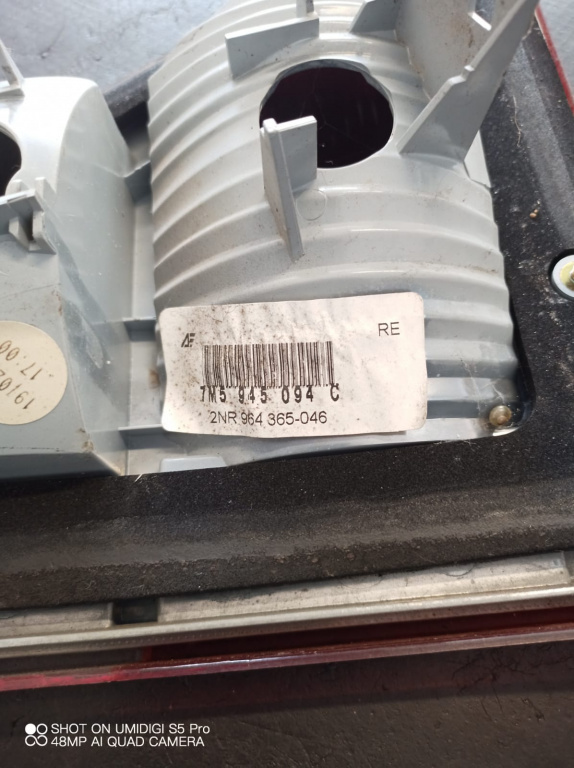 RE
7M5 945 094 C
2NR 964 365-046
SHOT ON UMIDIGI S5 Pro
48MP AI QUAD CAMERA